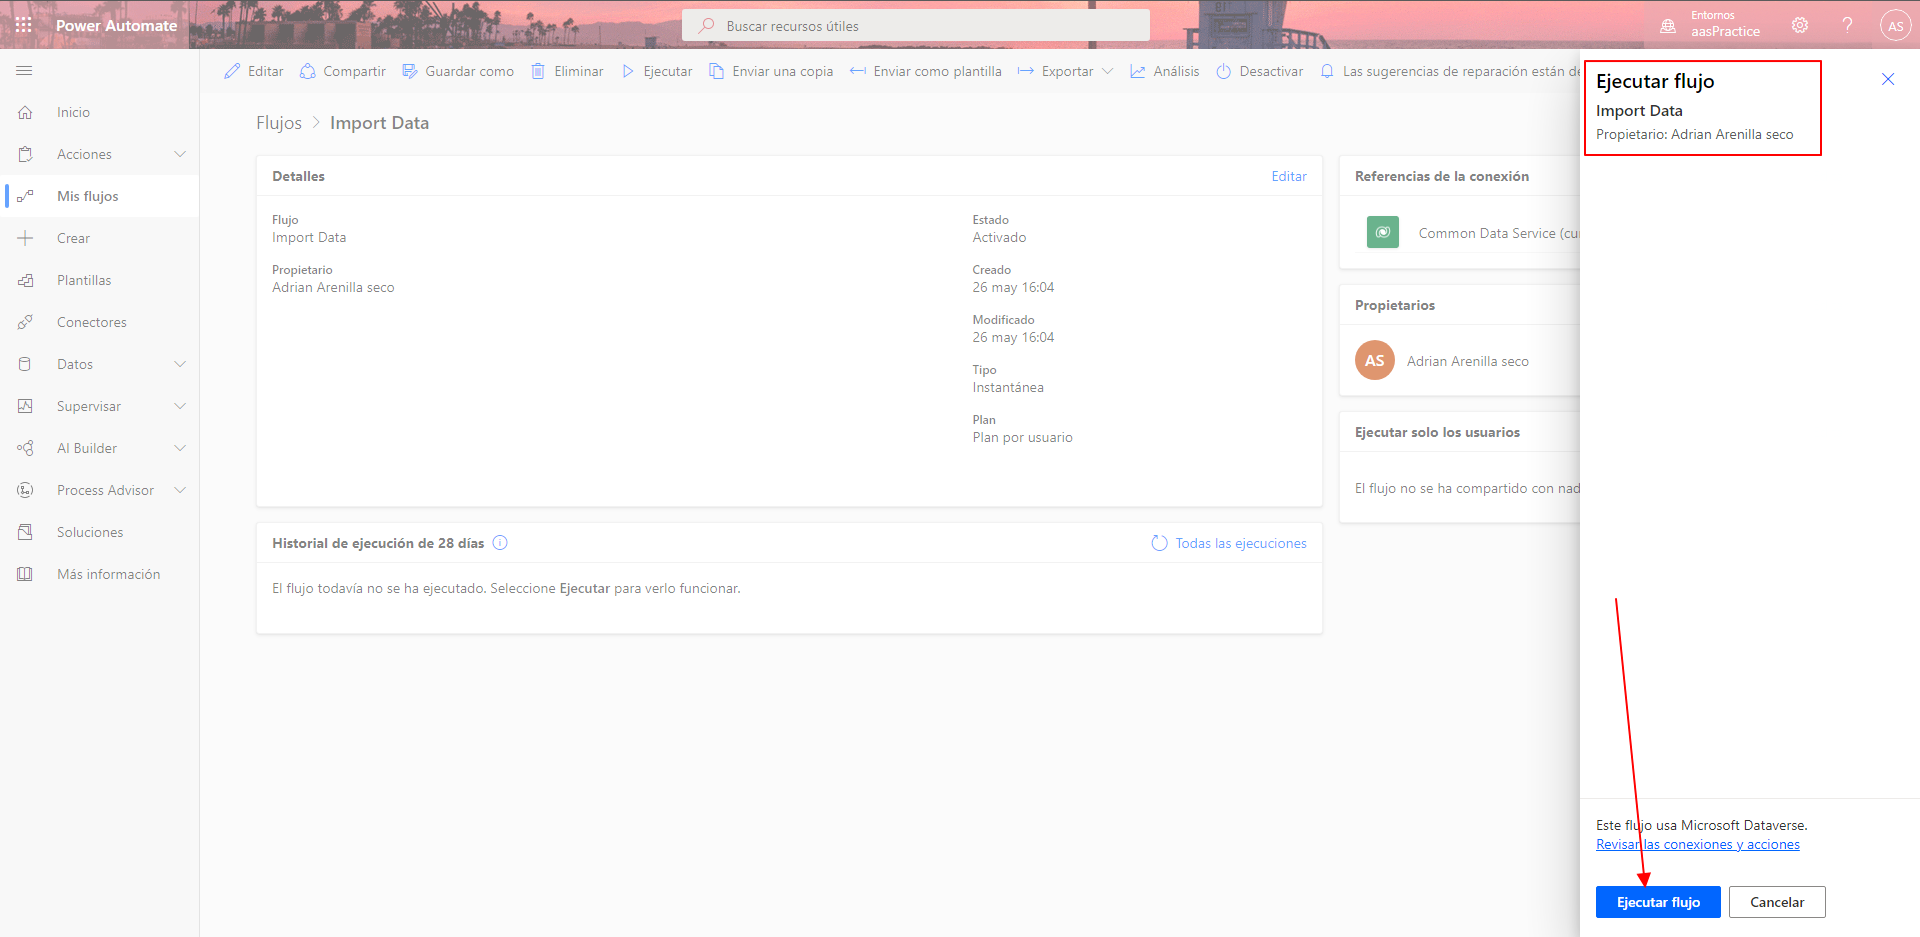 Power Automate
Buscar recursos útiles
Entornos
aasPractice
AS
Editar
Compartir
Guardar como
Eliminar
Ejecutar
Enviar una copia
Enviar como plantilla
Exportar
Análisis
Desactivar
Las sugerencias de reparación están de
Inicio
Acciones
Mis flujos
Crear
Plantillas
Conectores
Datos
Supervisar
AI Builder
Process Advisor
Soluciones
Más información
Flujos > Import Data
Detalles
Editar
Flujo
Import Data
Propietario
Adrian Arenilla seco
Estado
Activado
Creado
26 may 16:04
Modificado
26 may 16:04
Tipo
Instantánea
Plan
Plan por usuario
Historial de ejecución de 28 días
Todas las ejecuciones
El flujo todavía no se ha ejecutado. Seleccione Ejecutar para verlo funcionar.
Referencias de la conexión
Common Data Service (cu
Propietarios
AS
Adrian Arenilla seco
Ejecutar solo los usuarios
El flujo no se ha compartido con nad
Ejecutar flujo
Import Data
Propietario: Adrian Arenilla seco
Este flujo usa Microsoft Dataverse.
Revisar las conexiones y acciones
Ejecutar flujo
Cancelar